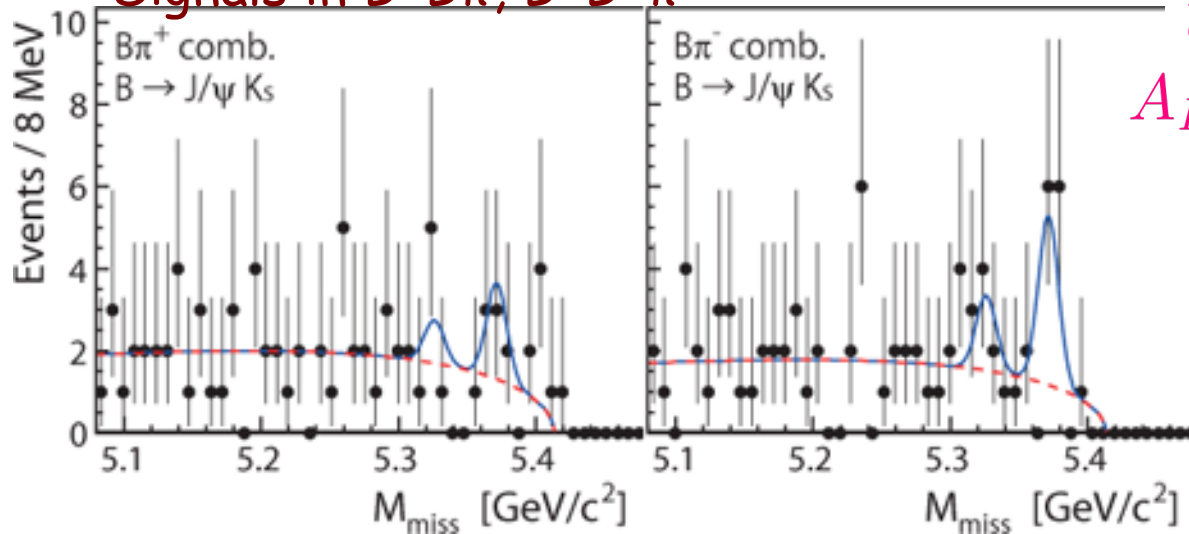 Bπ⁺ comb.
B → J/ψ Ks
Events / 8 MeV
10
8
6
4
2
0
5.1 5.2 5.3 5.4
M_miss [GeV/c²]
Bπ⁻ comb.
B → J/ψ Ks
5.1 5.2 5.3 5.4
M_miss [GeV/c²]